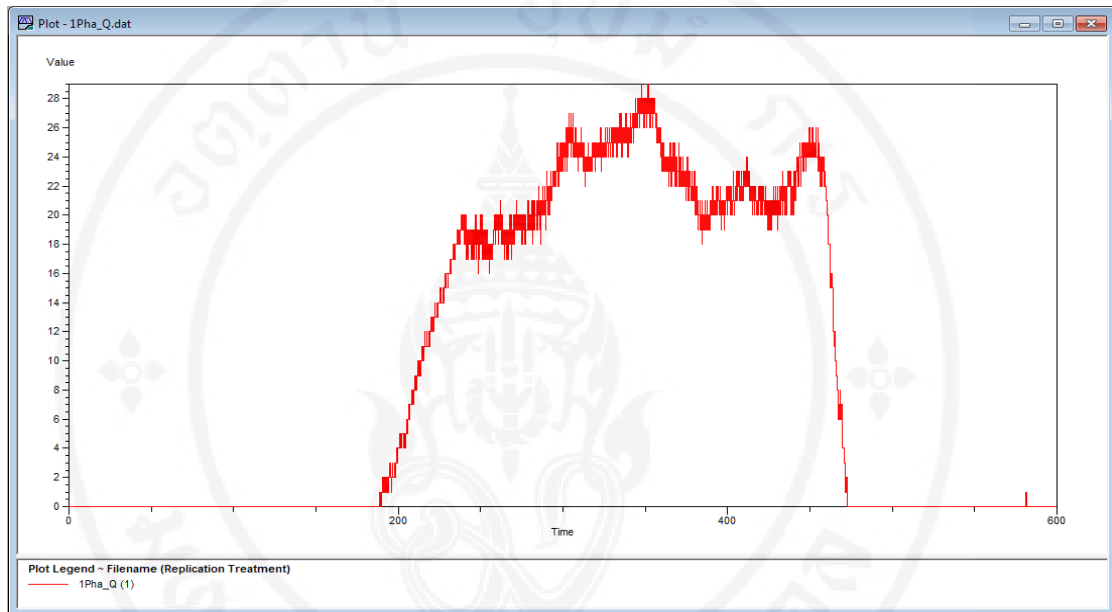 Plot - 1Pha_Q.dat
Value
28
26
24
22
20
18
16
14
12
10
8
6
4
2
0
0 200 400 600
Time
Plot Legend ~ Filename (Replication Treatment)
1Pha_Q (1)